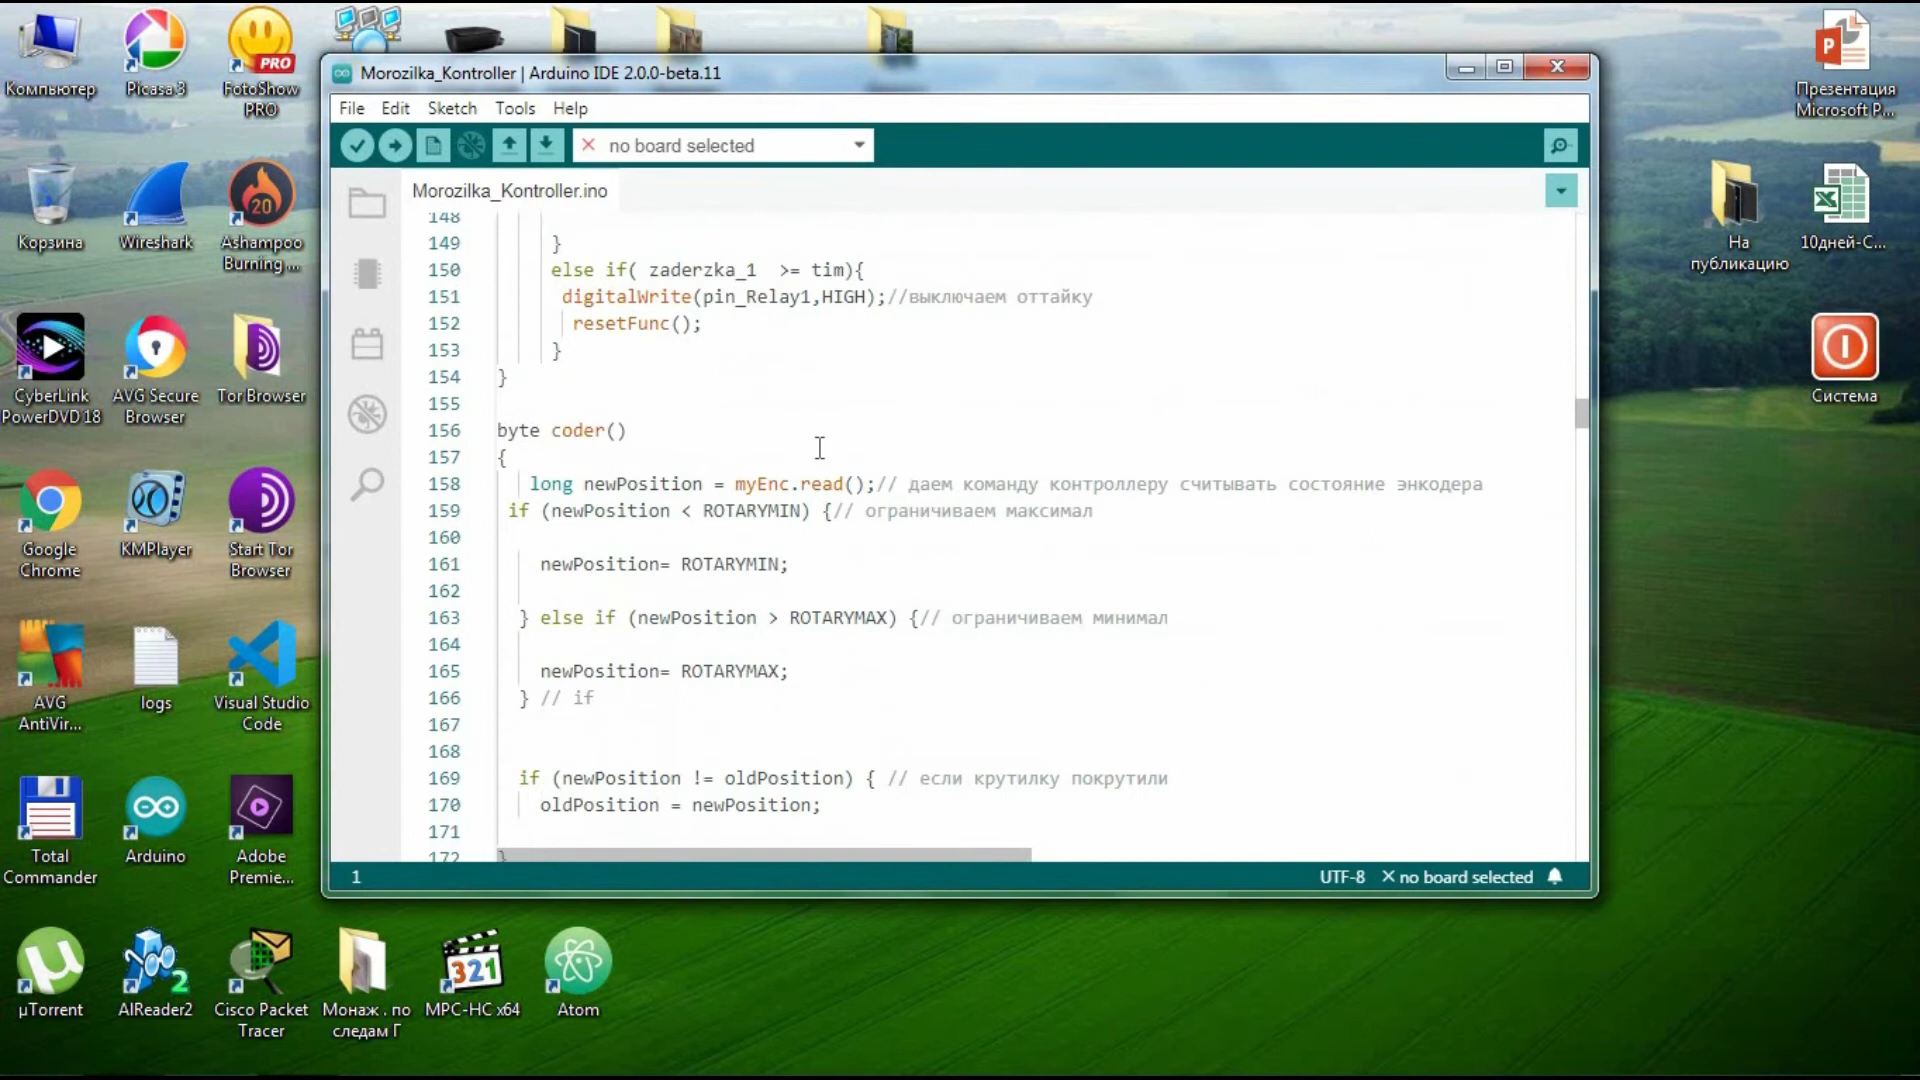 Компьютер
Picasa 3
FotoShow
PRO
PRO
Презентация
Microsoft P...
Morozilka_Kontroller | Arduino IDE 2.0.0-beta.11
File Edit Sketch Tools Help
no board selected
Morozilka_Kontroller.ino
Корзина
Wireshark
20
Ashampoo
Burning ...
На
публикацию
10дней-С...
148
149 }
150 else if( zaderzka_1 >= tim){
151 digitalWrite(pin_Relay1,HIGH);//выключаем оттайку
152 resetFunc();
153 }
154 }
155
156 byte coder()
157 {
158 long newPosition = myEnc.read();// даем команду контроллеру считывать состояние энкодера
159 if (newPosition < ROTARYMIN) {// ограничиваем максимал
160
161 newPosition= ROTARYMIN;
162
163 } else if (newPosition > ROTARYMAX) {// ограничиваем минимал
164
165 newPosition= ROTARYMAX;
166 } // if
167
168
169 if (newPosition != oldPosition) { // если крутилку покрутили
170 oldPosition = newPosition;
171
172 }
1
UTF-8 no board selected
CyberLink
PowerDVD 18
AVG Secure
Browser
Tor Browser
Система
Google
Chrome
KMPlayer
Start Tor
Browser
AVG
AntiVir...
logs
Visual Studio
Code
Total
Commander
Arduino
Adobe
Premie...
µTorrent
2
AlReader2
Cisco Packet
Tracer
Монаж . по
следам Г
321
MPC-HC x64
Atom